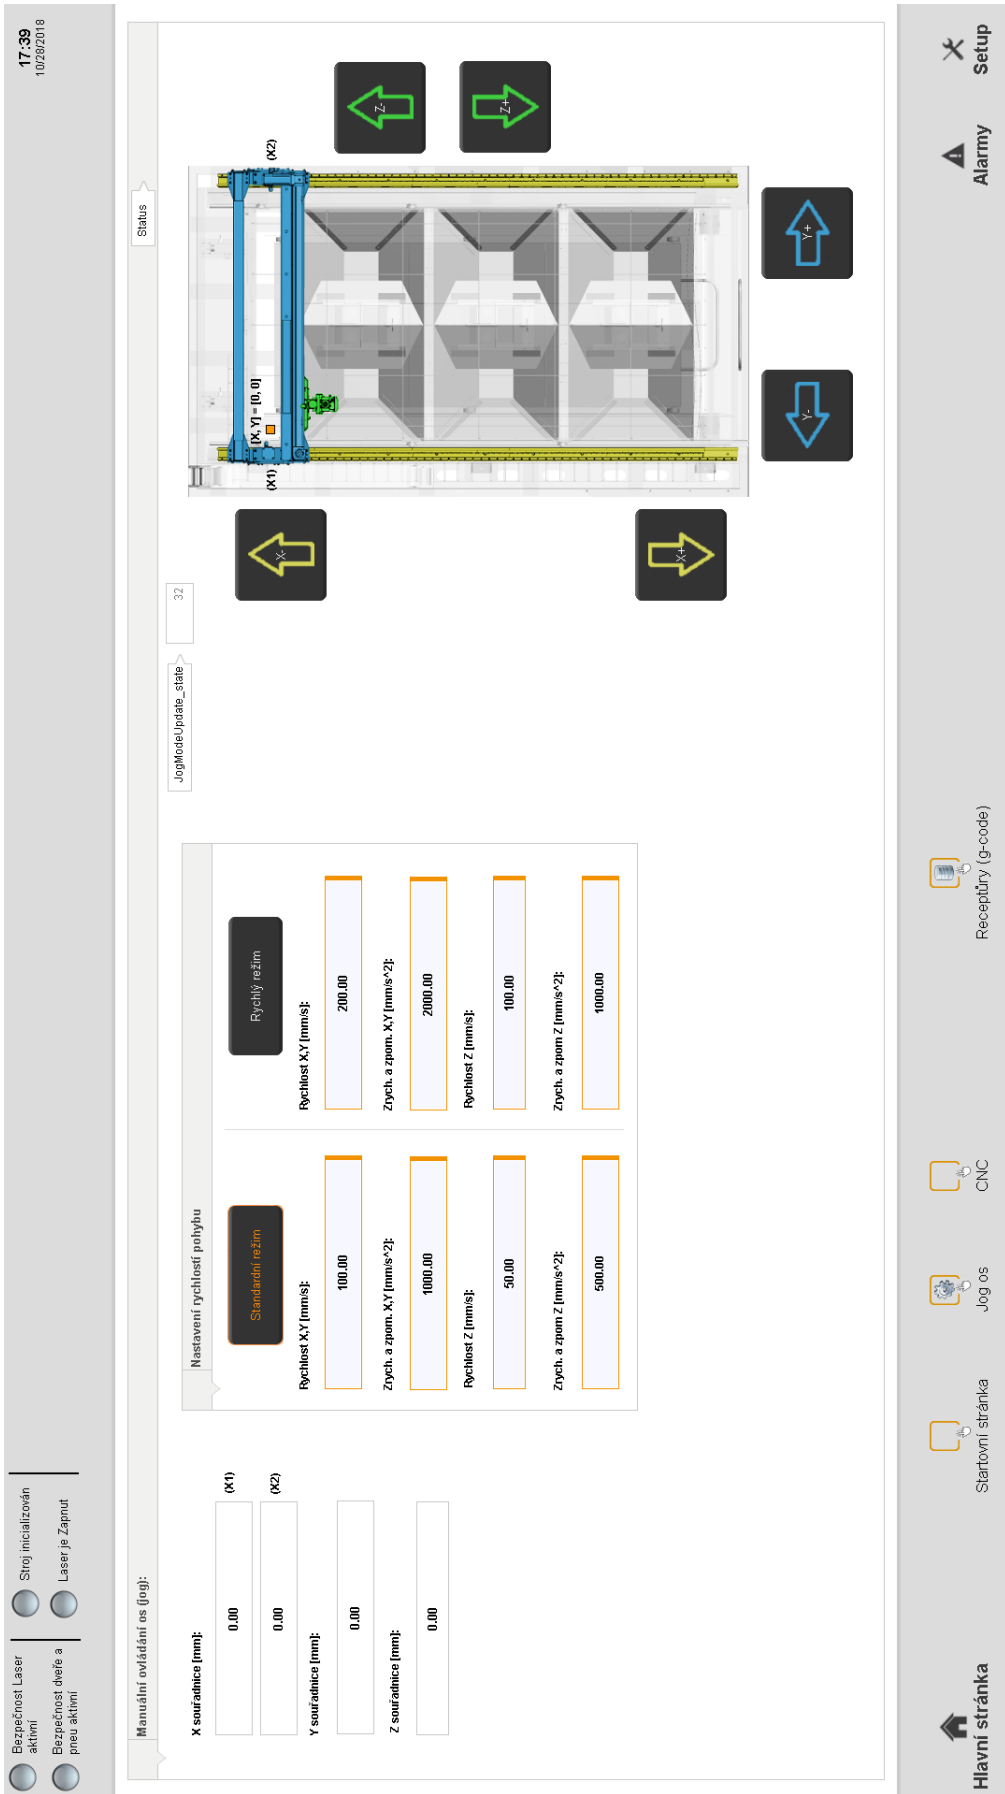 Bezpečnost Laser
aktivní
Bezpečnost dveře a
pneu aktivní
Stroj inicializován
Laser je Zapnut
17:39
10/28/2018
Manuální ovládání os (jog):
X souřadnice [mm]:
0.00
(X1)
0.00
(X2)
Y souřadnice [mm]:
0.00
Z souřadnice [mm]:
0.00
Nastavení rychlostí pohybu
Standardní režim
Rychlost X,Y [mm/s]:
100.00
Zrych. a zpom. X,Y [mm/s^2]:
1000.00
Rychlost Z [mm/s]:
50.00
Zrych. a zpom Z [mm/s^2]:
500.00
Rychlý režim
Rychlost X,Y [mm/s]:
200.00
Zrych. a zpom. X,Y [mm/s^2]:
2000.00
Rychlost Z [mm/s]:
100.00
Zrych. a zpom Z [mm/s^2]:
1000.00
JogModeUpdate_state
32
Status
X-
X+
(X1)
[X, Y] = [0, 0]
(X2)
Y-
Y+
Z-
Z+
Hlavní stránka
Startovní stránka
Jog os
CNC
Receptůry (g-code)
Alarmy
Setup